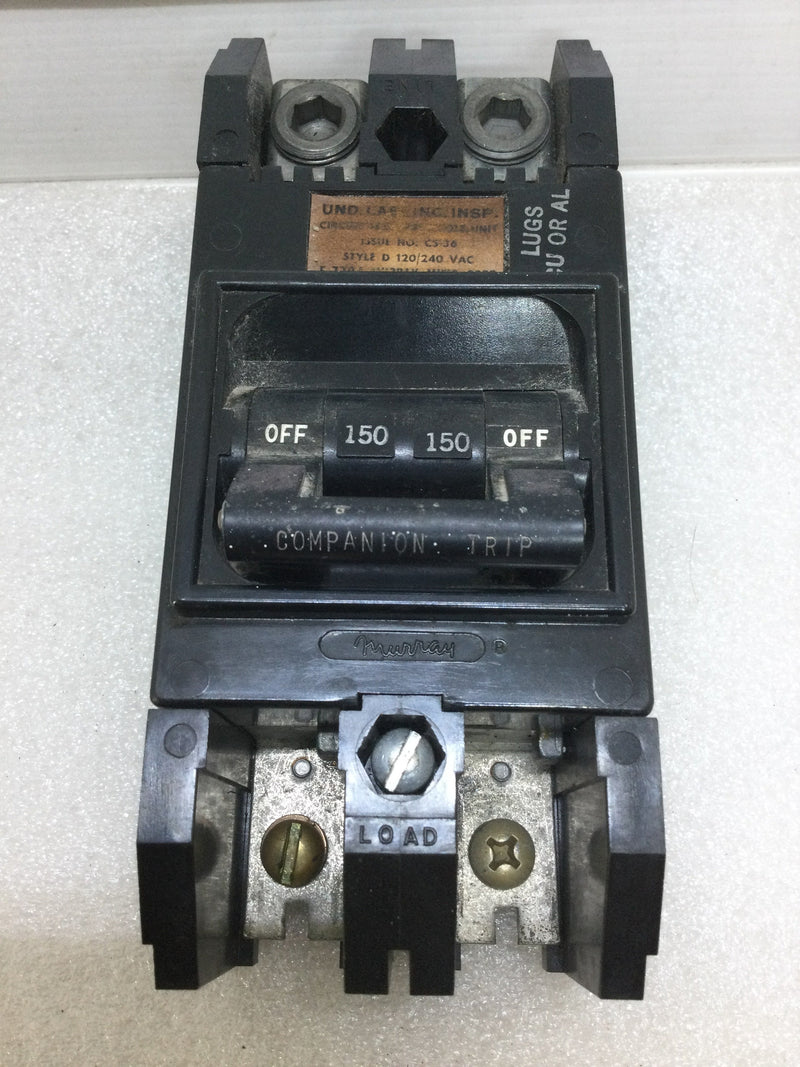 UND. LAB. INC. INSP.
ISSUE NO. CS-36
STYLE D 120/240 VAC
LUGS
CU OR AL
OFF 150 150 OFF
COMPANION TRIP
Murray ®
LOAD